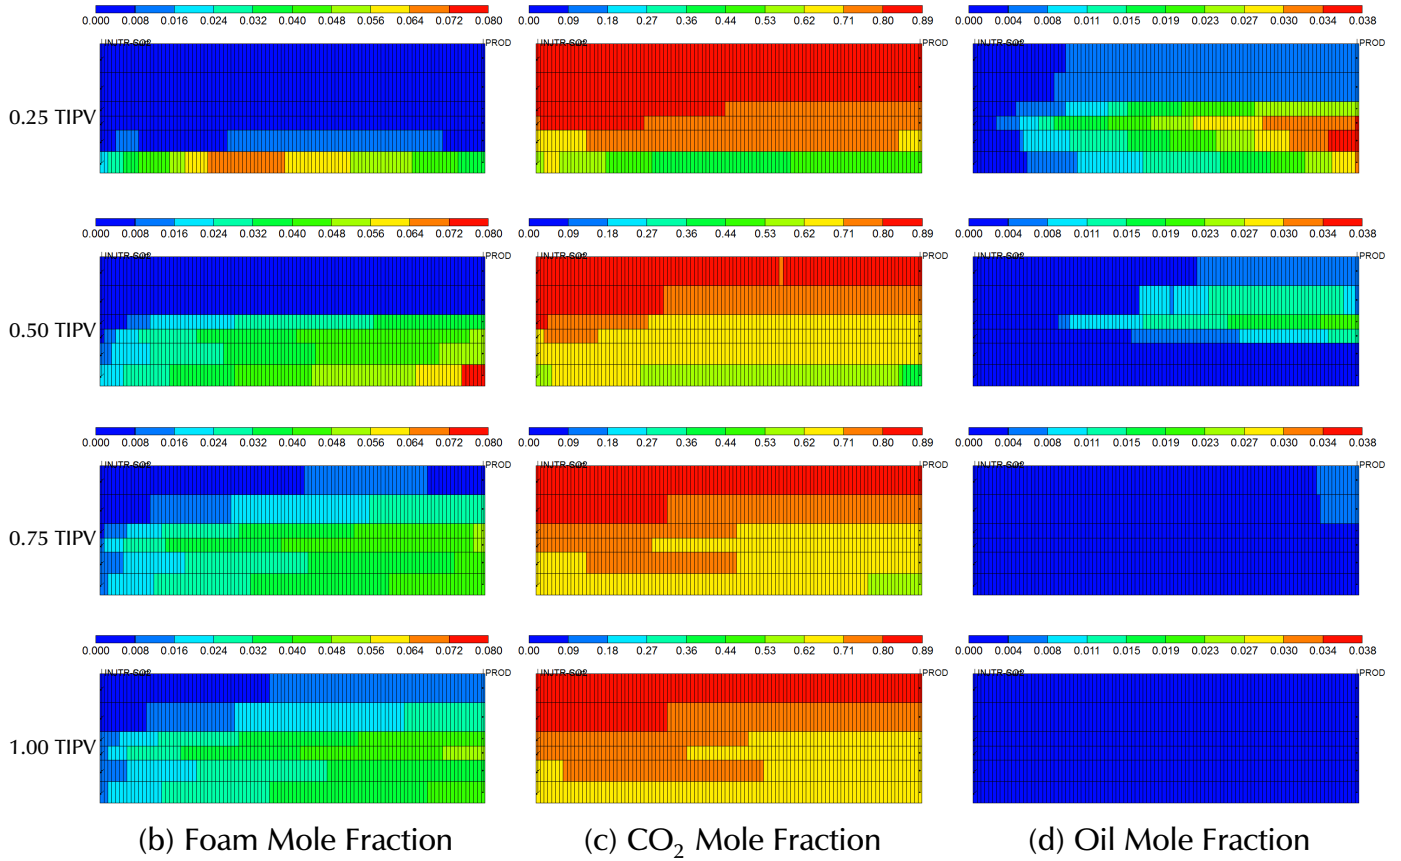 0.000 0.008 0.016 0.024 0.032 0.040 0.048 0.056 0.064 0.072 0.080
0.00 0.09 0.18 0.27 0.36 0.44 0.53 0.62 0.71 0.80 0.89
0.000 0.004 0.008 0.011 0.015 0.019 0.023 0.027 0.030 0.034 0.038
PROD PROD PROD
0.25 TIPV
0.000 0.008 0.016 0.024 0.032 0.040 0.048 0.056 0.064 0.072 0.080
0.00 0.09 0.18 0.27 0.36 0.44 0.53 0.62 0.71 0.80 0.89
0.000 0.004 0.008 0.011 0.015 0.019 0.023 0.027 0.030 0.034 0.038
PROD PROD PROD
0.50 TIPV
0.000 0.008 0.016 0.024 0.032 0.040 0.048 0.056 0.064 0.072 0.080
0.00 0.09 0.18 0.27 0.36 0.44 0.53 0.62 0.71 0.80 0.89
0.000 0.004 0.008 0.011 0.015 0.019 0.023 0.027 0.030 0.034 0.038
PROD PROD PROD
0.75 TIPV
0.000 0.008 0.016 0.024 0.032 0.040 0.048 0.056 0.064 0.072 0.080
0.00 0.09 0.18 0.27 0.36 0.44 0.53 0.62 0.71 0.80 0.89
0.000 0.004 0.008 0.011 0.015 0.019 0.023 0.027 0.030 0.034 0.038
PROD PROD PROD
1.00 TIPV
(b) Foam Mole Fraction
(c) CO₂ Mole Fraction
(d) Oil Mole Fraction